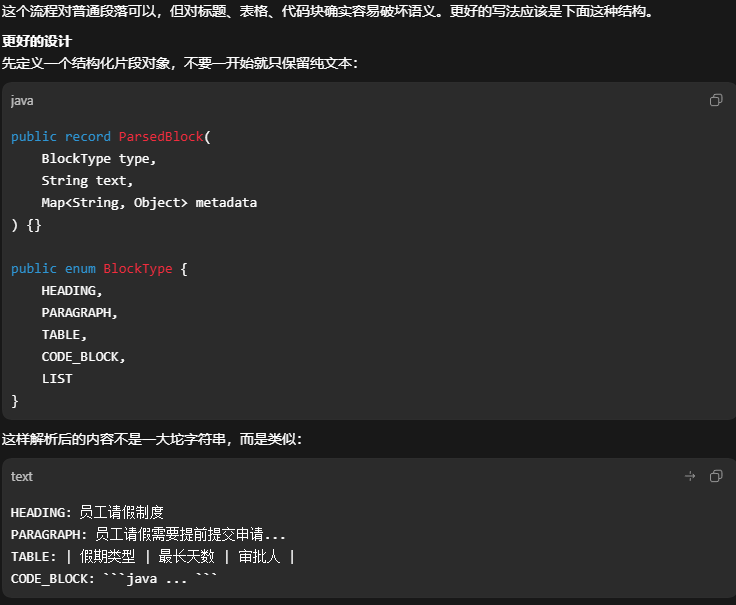 这个流程对普通段落可以，但对标题、表格、代码块确实容易破坏语义。更好的写法应该是下面这种结构。
更好的设计
先定义一个结构化片段对象，不要一开始就只保留纯文本：
java
public record ParsedBlock(
    BlockType type,
    String text,
    Map<String, Object> metadata
) {}

public enum BlockType {
    HEADING,
    PARAGRAPH,
    TABLE,
    CODE_BLOCK,
    LIST
}
这样解析后的内容不是一大坨字符串，而是类似：
text
HEADING: 员工请假制度
PARAGRAPH: 员工请假需要提前提交申请...
TABLE: | 假期类型 | 最长天数 | 审批人 |
CODE_BLOCK: ```java ... ```